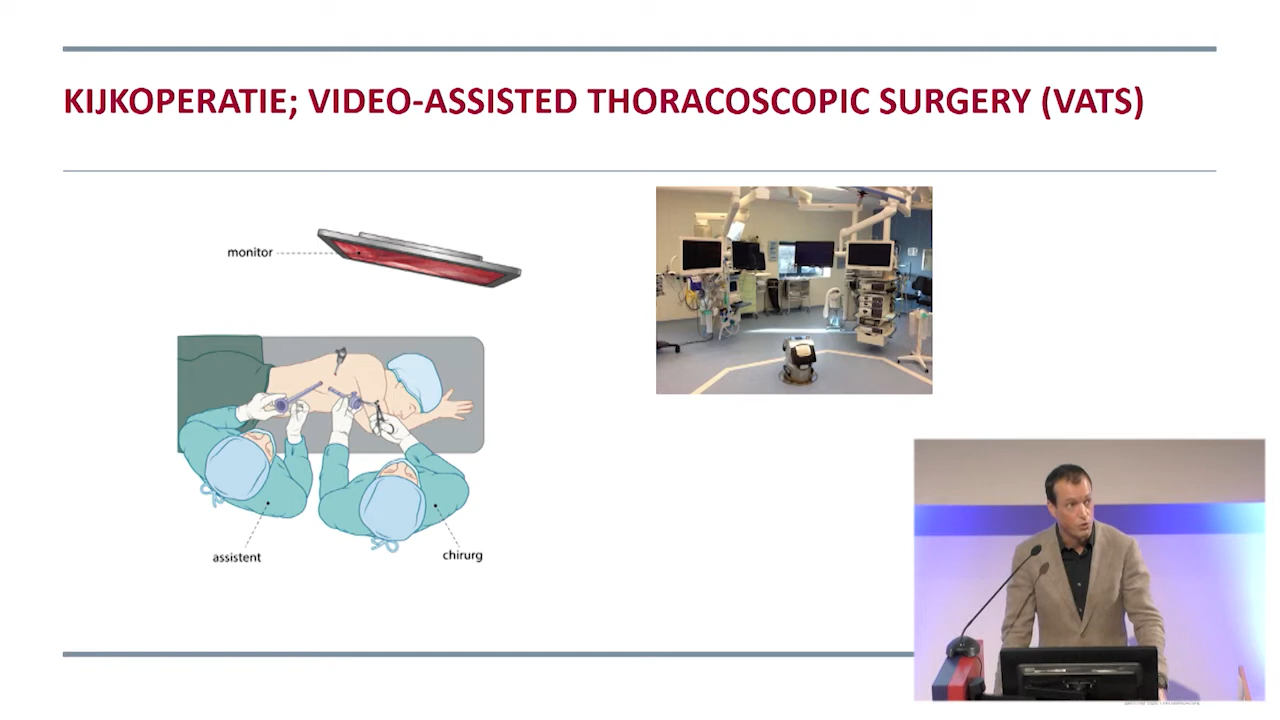 KIJKOPERATIE; VIDEO-ASSISTED THORACOSCOPIC SURGERY (VATS)
monitor
assistent
chirurg